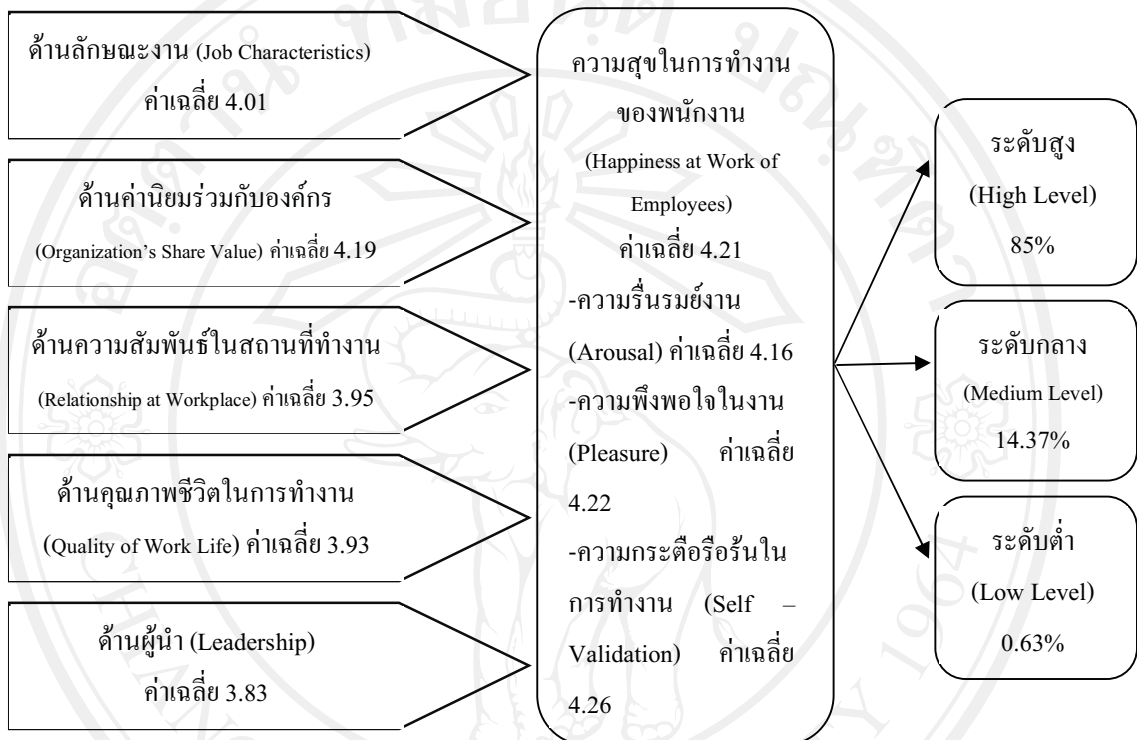 ด้านลักษณะงาน (Job Characteristics)
ค่าเฉลี่ย 4.01
ด้านค่านิยมร่วมกับองค์กร
(Organization's Share Value) ค่าเฉลี่ย 4.19
ด้านความสัมพันธ์ในสถานที่ทำงาน
(Relationship at Workplace) ค่าเฉลี่ย 3.95
ด้านคุณภาพชีวิตในการทำงาน
(Quality of Work Life) ค่าเฉลี่ย 3.93
ด้านผู้นำ (Leadership)
ค่าเฉลี่ย 3.83
ความสุขในการทำงาน
ของพนักงาน
(Happiness at Work of
Employees)
ค่าเฉลี่ย 4.21
-ความรื่นรมย์งาน
(Arousal) ค่าเฉลี่ย 4.16
-ความพึงพอใจในงาน
(Pleasure) ค่าเฉลี่ย
4.22
-ความกระตือรือร้นใน
การทำงาน (Self –
Validation) ค่าเฉลี่ย
4.26
ระดับสูง
(High Level)
85%
ระดับกลาง
(Medium Level)
14.37%
ระดับต่ำ
(Low Level)
0.63%